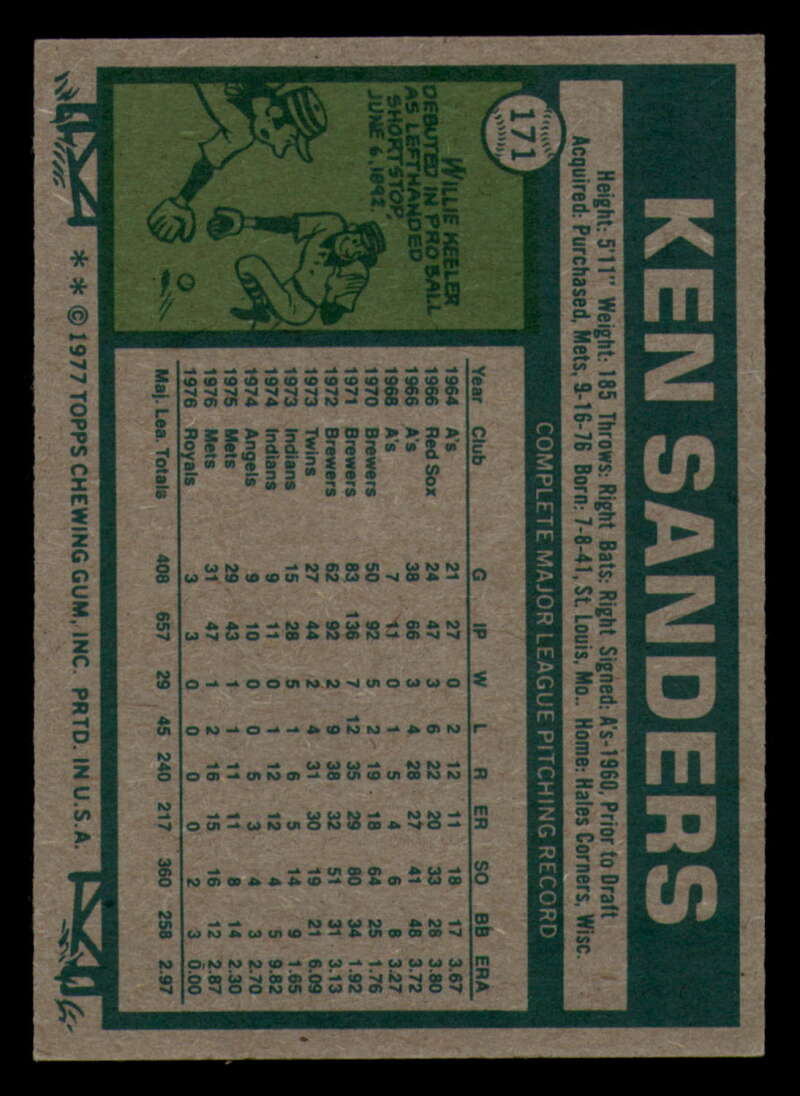 171
KEN SANDERS
Height: 5'11" Weight: 185 Throws: Right Bats: Right Signed: A's-1960, Prior to Draft
Acquired: Purchased, Mets, 9-16-76 Born: 7-8-41, St. Louis, Mo.. Home: Hales Corners, Wisc.
COMPLETE MAJOR LEAGUE PITCHING RECORD
WILLIE KEELER
DEBUTED IN PRO BALL
AS LEFTHANDED
SHORTSTOP,
JUNE 6, 1892.
Year Club G IP W L R ER SO BB ERA
1964 A's 21 27 0 2 12 11 18 17 3.67
1966 Red Sox 24 47 3 6 22 20 33 28 3.80
1966 A's 38 66 3 4 28 27 41 48 3.72
1968 A's 7 11 0 1 5 4 6 8 3.27
1970 Brewers 50 92 5 2 19 18 64 25 1.76
1971 Brewers 83 136 7 12 35 29 80 34 1.92
1972 Brewers 62 92 2 9 38 32 51 31 3.13
1973 Twins 27 44 2 4 31 30 19 21 6.09
1973 Indians 15 28 5 1 6 5 14 9 1.65
1974 Indians 9 11 0 1 12 12 4 5 9.82
1974 Angels 9 10 0 0 5 3 4 3 2.70
1975 Mets 29 43 1 1 11 11 8 14 2.30
1976 Mets 31 47 1 2 16 15 16 12 2.87
1976 Royals 3 3 0 0 0 0 2 3 0.00
Maj. Lea. Totals 408 657 29 45 240 217 360 258 2.97
* * © 1977 TOPPS CHEWING GUM, INC. PRTD. IN U.S.A.